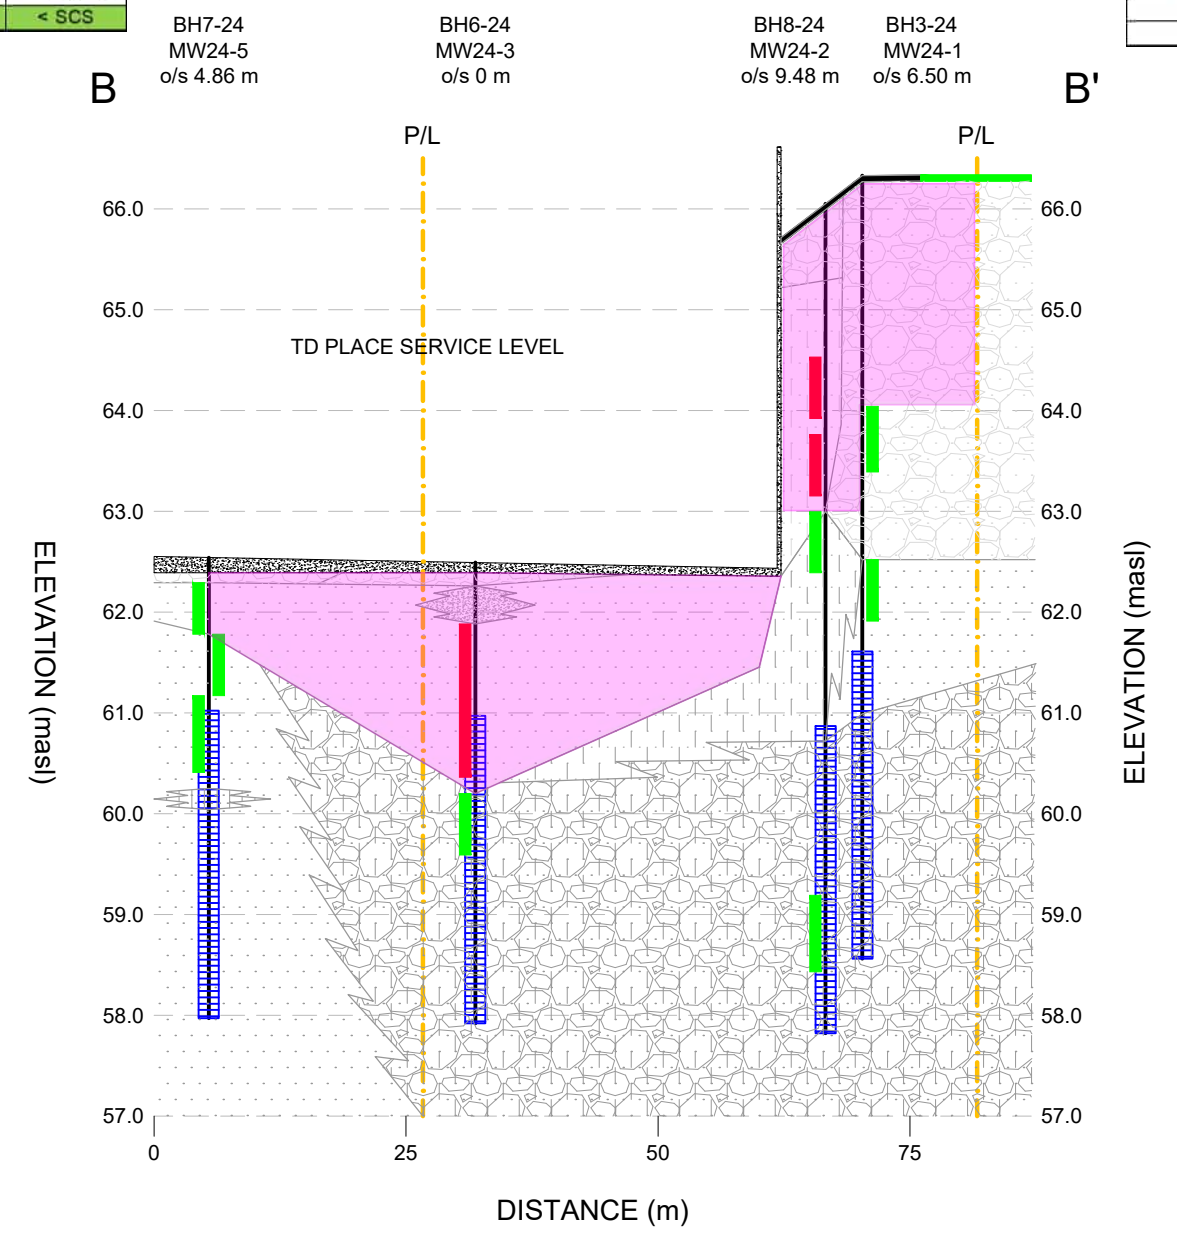 < SCS
BH7-24
MW24-5
o/s 4.86 m
BH6-24
MW24-3
o/s 0 m
BH8-24
MW24-2
o/s 9.48 m
BH3-24
MW24-1
o/s 6.50 m
B
B'
P/L
P/L
66.0
66.0
65.0
65.0
TD PLACE SERVICE LEVEL
64.0
64.0
63.0
63.0
62.0
62.0
61.0
61.0
60.0
60.0
59.0
59.0
58.0
58.0
57.0
57.0
ELEVATION (masl)
ELEVATION (masl)
0
25
50
75
DISTANCE (m)